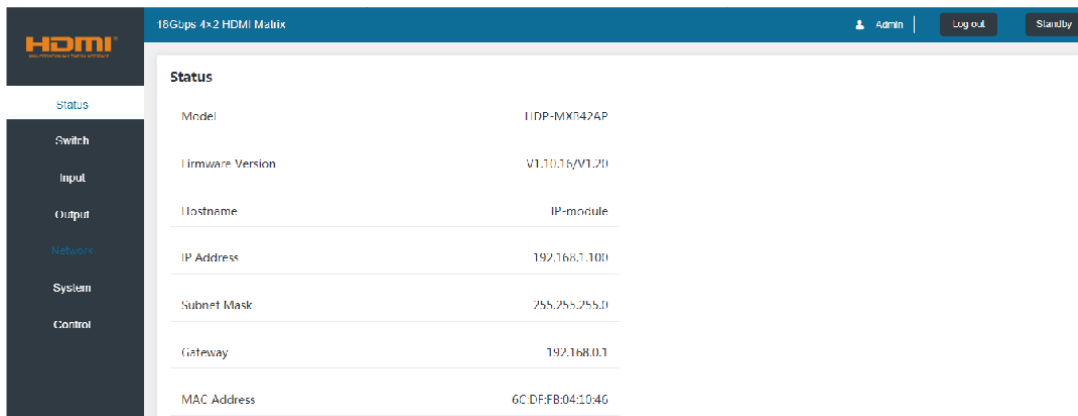 18Gbps 4×2 HDMI Matrix
Admin
Log out
Standby
HDMI®
Status
Switch
Input
Output
Network
System
Control
Status
Model HDP-MXB42AP
Firmware Version V1.10.16/V1.20
Hostname IP-module
IP Address 192.168.1.100
Subnet Mask 255.255.255.0
Gateway 192.168.0.1
MAC Address 6C:DF:FB:04:10:46